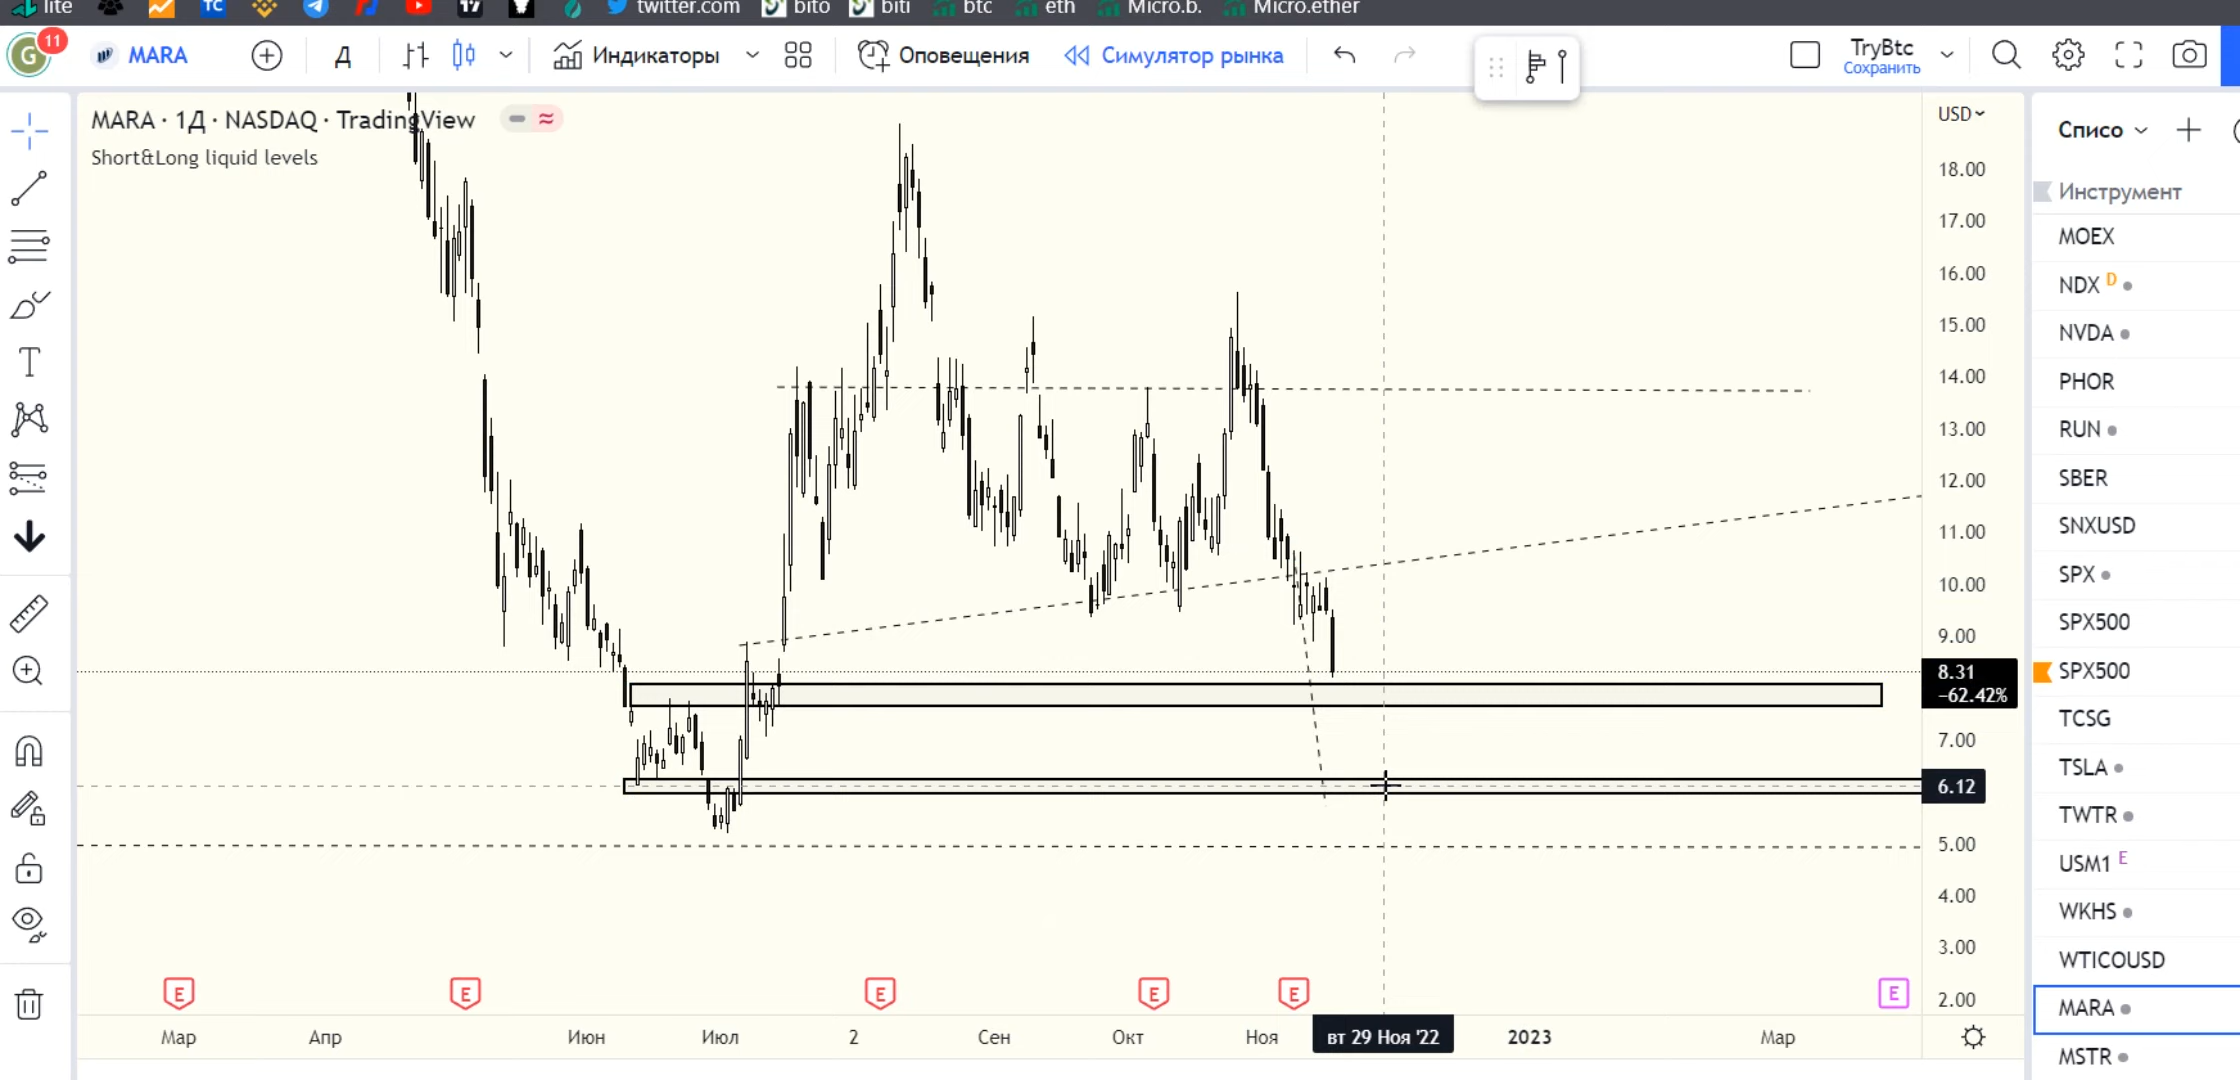 lite TC 17 twitter.com bito biti btc eth Micro.b. Micro.ether
G 11 MARA Д Индикаторы Оповещения Симулятор рынка TryBtc
Сохранить
MARA · 1Д · NASDAQ · TradingView
Short&Long liquid levels
USD
18.00
17.00
16.00
15.00
14.00
13.00
12.00
11.00
10.00
9.00
8.31
−62.42%
7.00
6.12
5.00
4.00
3.00
2.00
E E E E E E
Мар Апр Июн Июл 2 Сен Окт Ноя вт 29 Ноя '22 2023 Мар
Списо
Инструмент
MOEX
NDX D
NVDA
PHOR
RUN
SBER
SNXUSD
SPX
SPX500
SPX500
TCSG
TSLA
TWTR
USM1 E
WKHS
WTICOUSD
MARA
MSTR